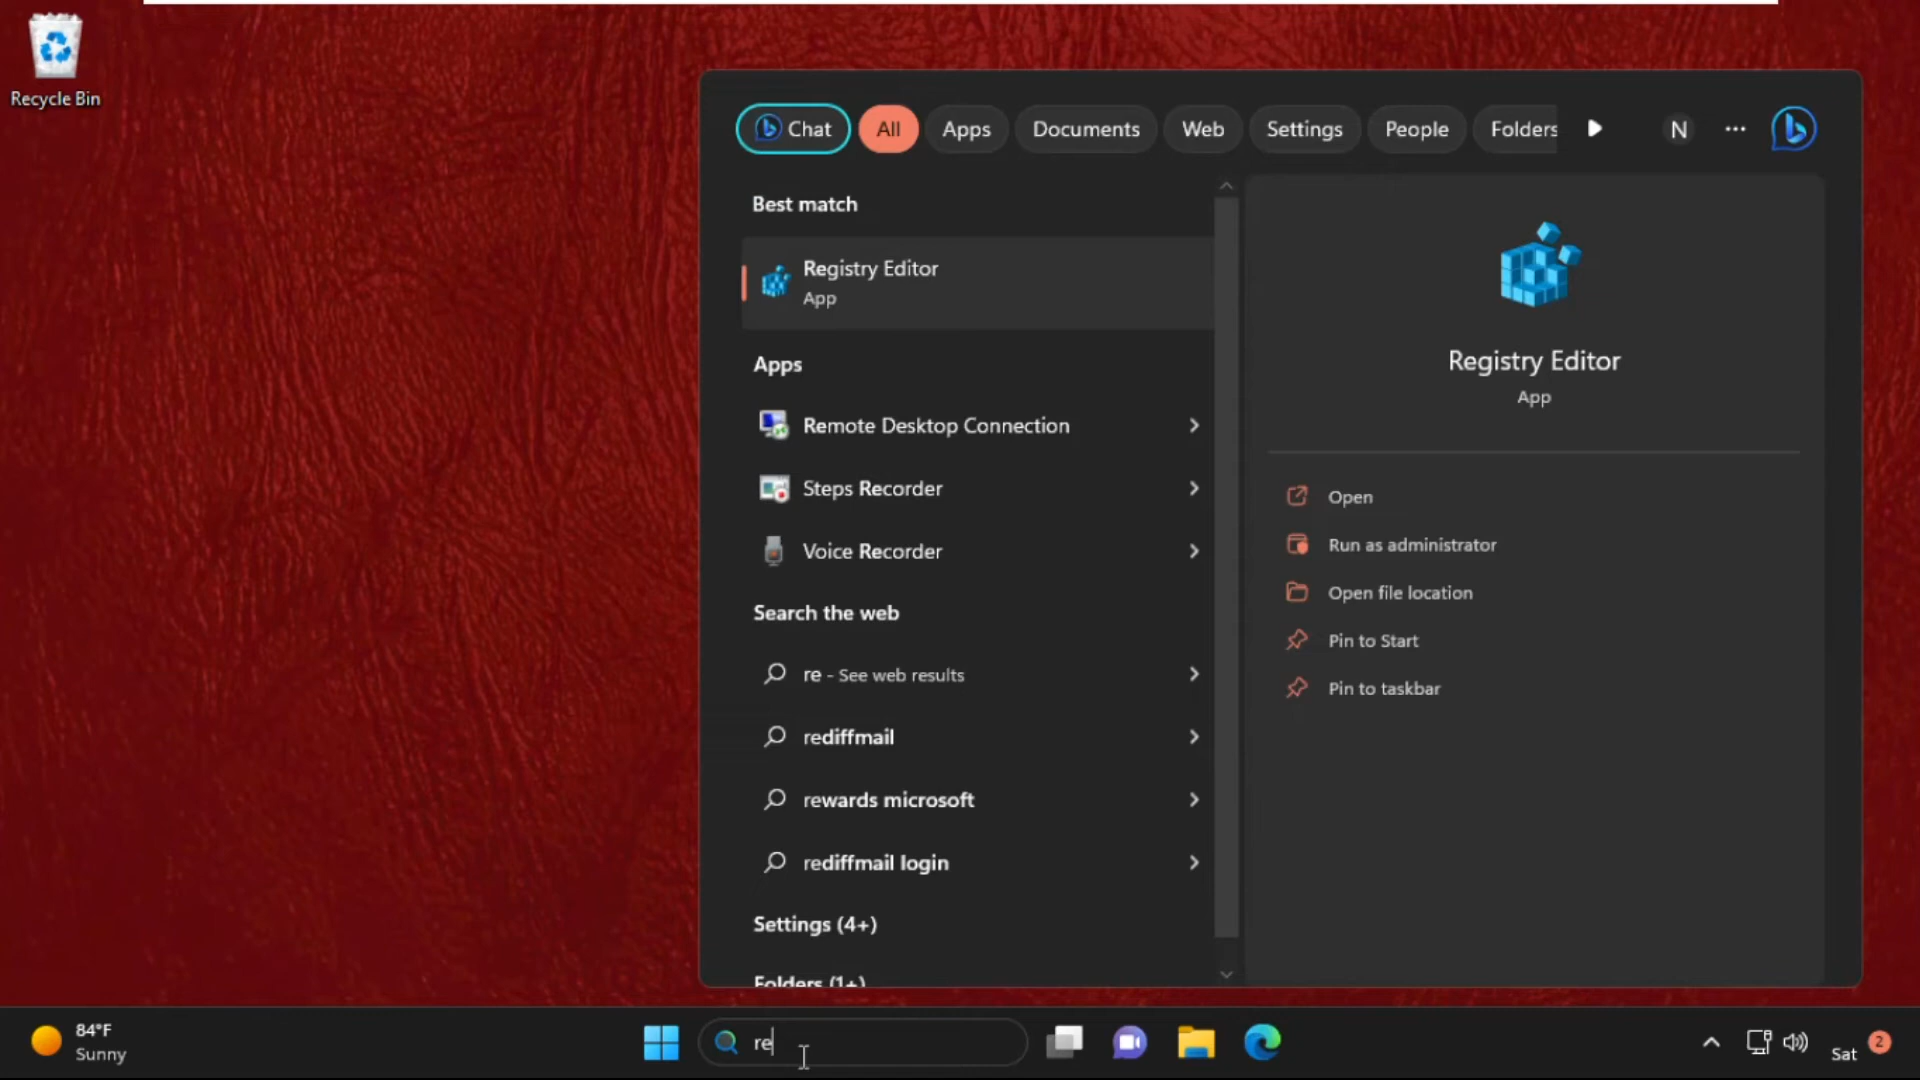 Recycle Bin
Chat All Apps Documents Web Settings People Folders N
Best match
Registry Editor
App
Apps
Remote Desktop Connection
Steps Recorder
Voice Recorder
Search the web
re - See web results
rediffmail
rewards microsoft
rediffmail login
Settings (4+)
Folders (1+)
Registry Editor
App
Open
Run as administrator
Open file location
Pin to Start
Pin to taskbar
84°F
Sunny
re
Sat 2